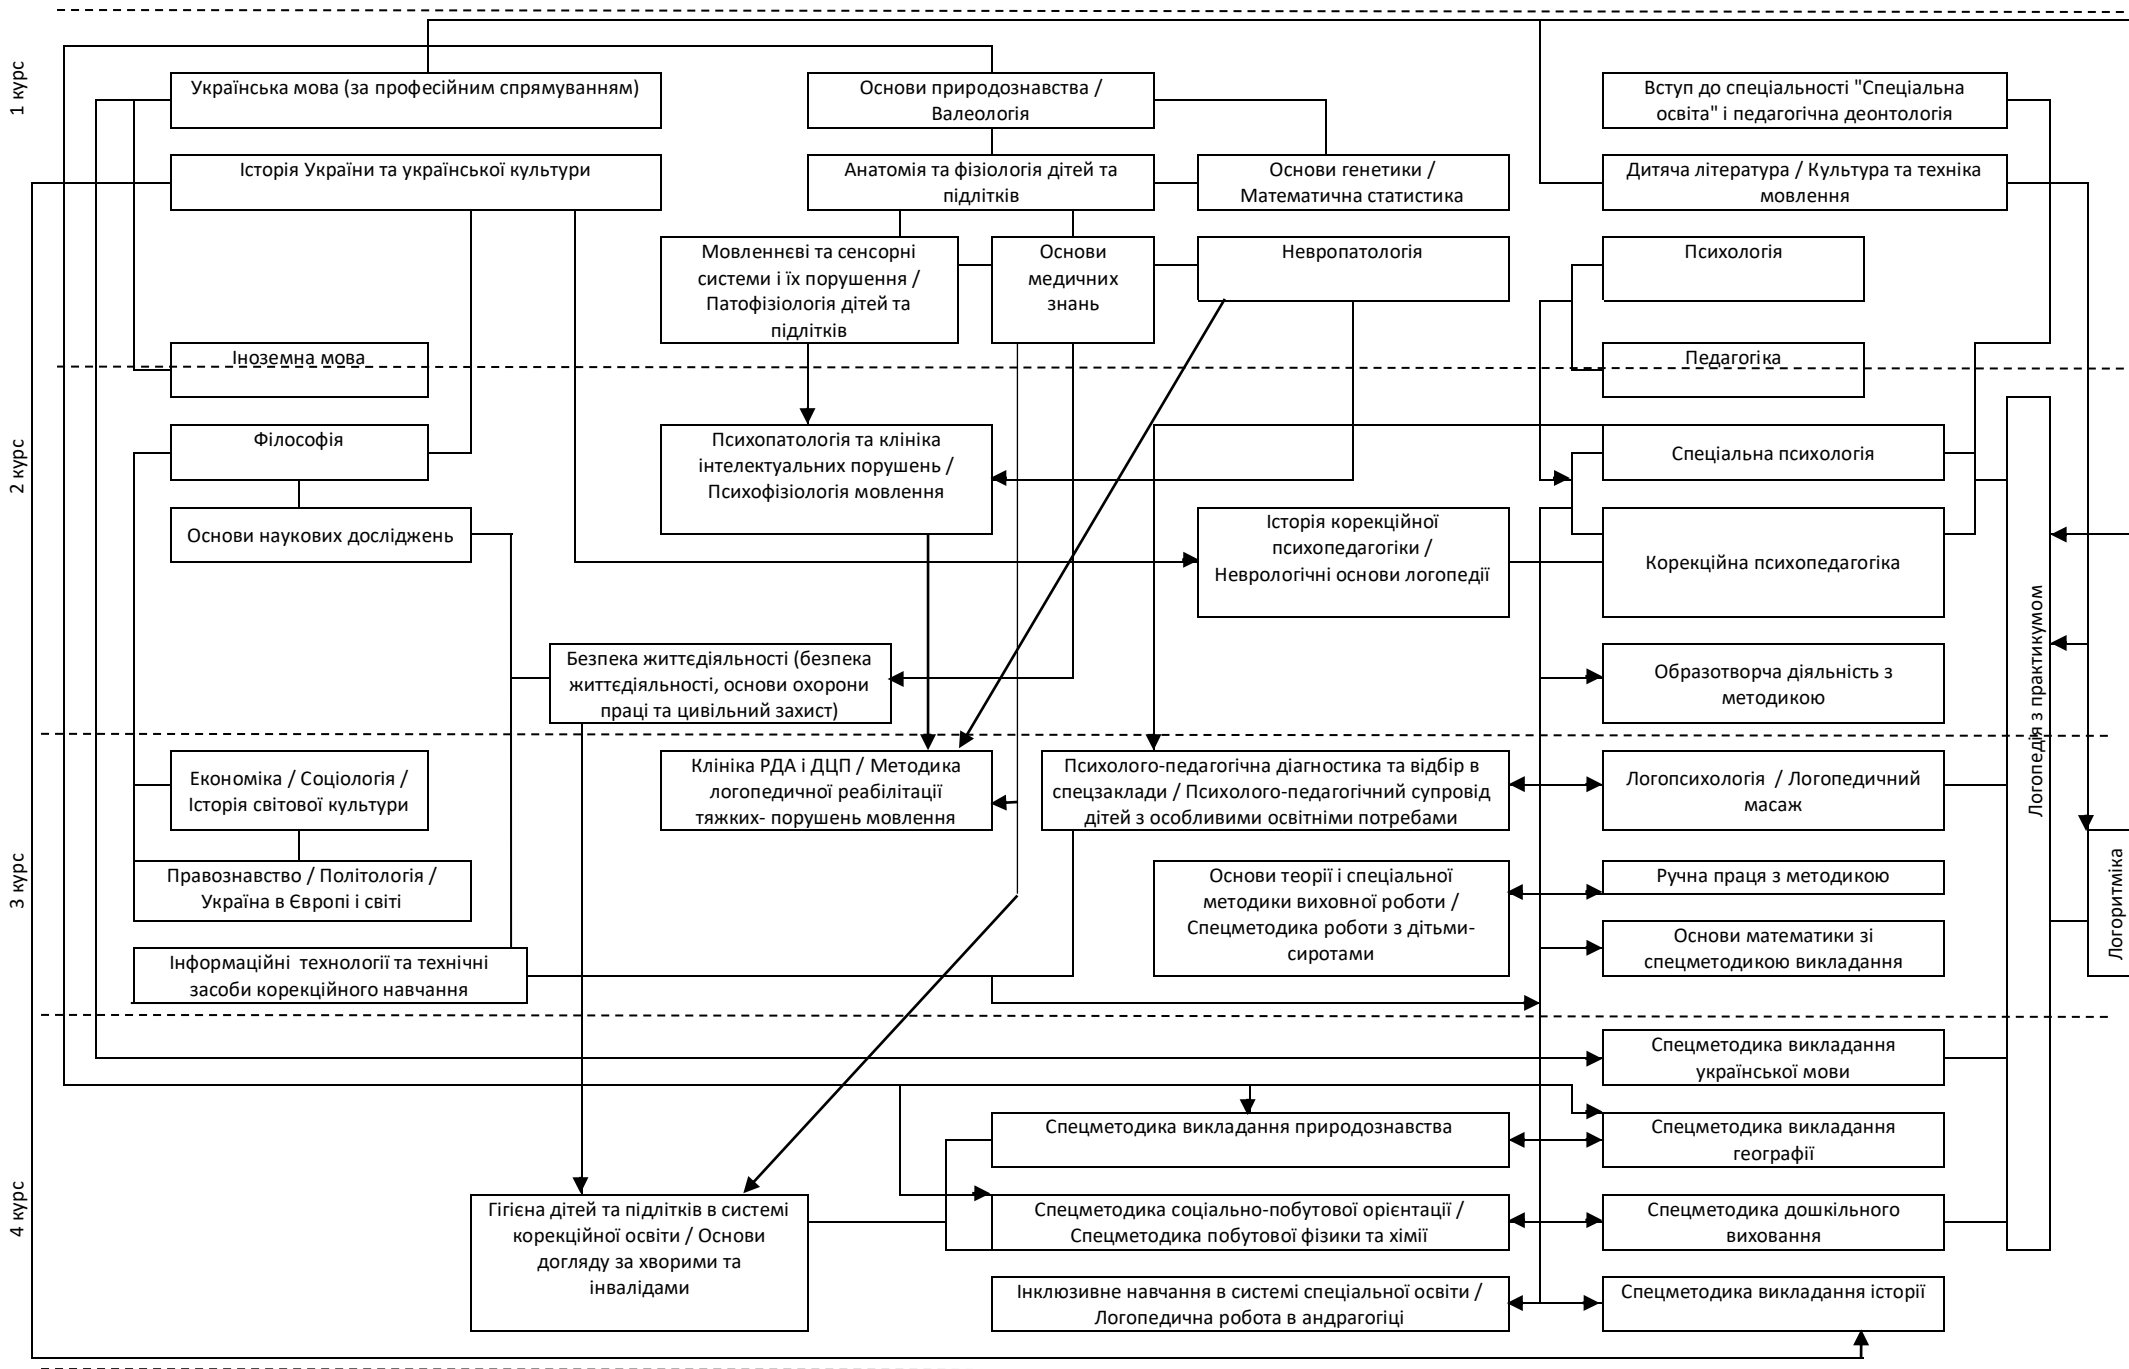 1 курс
Українська мова (за професійним спрямуванням)
Основи природознавства /
Валеологія
Вступ до спеціальності "Спеціальна
освіта" і педагогічна деонтологія
Історія України та української культури
Анатомія та фізіологія дітей та
підлітків
Основи генетики /
Математична статистика
Дитяча література / Культура та техніка
мовлення
Мовленнєві та сенсорні
системи і їх порушення /
Патофізіологія дітей та
підлітків
Основи
медичних
знань
Невропатологія
Психологія
Іноземна мова
Педагогіка
2 курс
Філософія
Психопатологія та клініка
інтелектуальних порушень /
Психофізіологія мовлення
Спеціальна психологія
Основи наукових досліджень
Історія корекційної
психопедагогіки /
Неврологічні основи логопедії
Корекційна психопедагогіка
Логопедія з практикумом
Безпека життєдіяльності (безпека
життєдіяльності, основи охорони
праці та цивільний захист)
Образотворча діяльність з
методикою
3 курс
Економіка / Соціологія /
Історія світової культури
Клініка РДА і ДЦП / Методика
логопедичної реабілітації
тяжких- порушень мовлення
Психолого-педагогічна діагностика та відбір в
спецзаклади / Психолого-педагогічний супровід
дітей з особливими освітніми потребами
Логопсихологія / Логопедичний
масаж
Логоритміка
Правознавство / Політологія /
Україна в Європі і світі
Основи теорії і спеціальної
методики виховної роботи /
Спецметодика роботи з дітьми-
сиротами
Ручна праця з методикою
Основи математики зі
спецметодикою викладання
Інформаційні технології та технічні
засоби корекційного навчання
4 курс
Спецметодика викладання
української мови
Спецметодика викладання природознавства
Спецметодика викладання
географії
Гігієна дітей та підлітків в системі
корекційної освіти / Основи
догляду за хворими та
інвалідами
Спецметодика соціально-побутової орієнтації /
Спецметодика побутової фізики та хімії
Спецметодика дошкільного
виховання
Інклюзивне навчання в системі спеціальної освіти /
Логопедична робота в андрагогіці
Спецметодика викладання історії